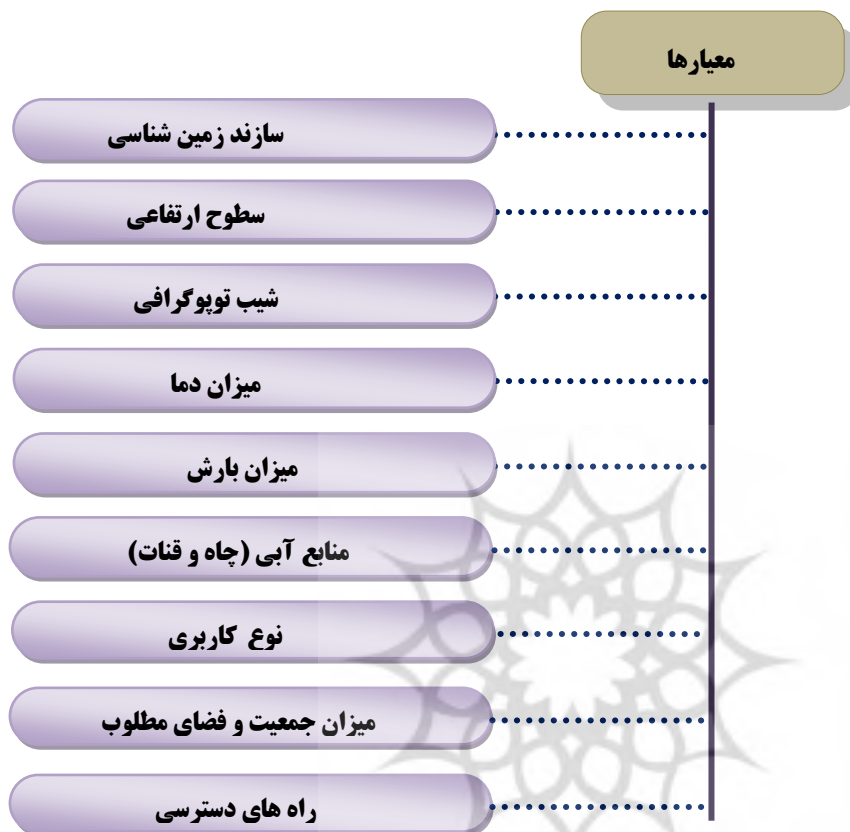 معیارها
سازند زمین شناسی
سطوح ارتفاعی
شیب توپوگرافی
میزان دما
میزان بارش
منابع آبی (چاه و قنات)
نوع کاربری
میزان جمعیت و فضای مطلوب
راه های دسترسی